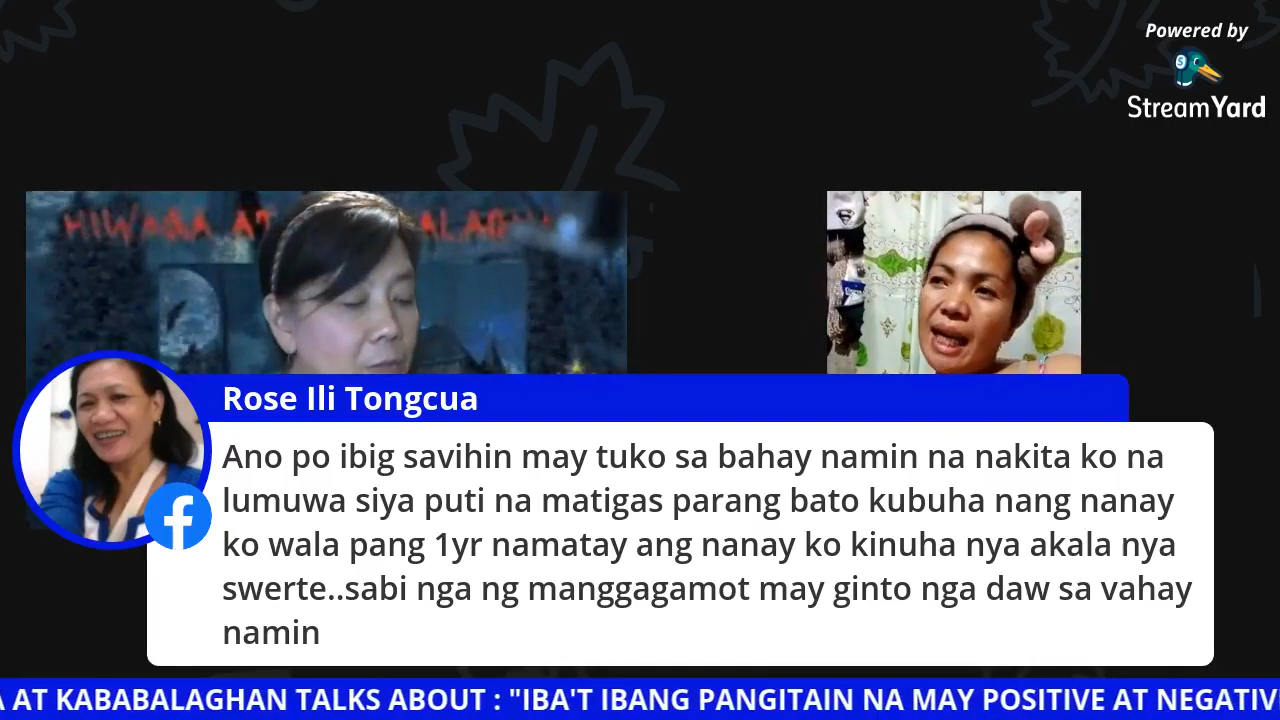 Powered by
StreamYard
HIWAGA AT
Rose Ili Tongcua
Ano po ibig savihin may tuko sa bahay namin na nakita ko na
lumuwa siya puti na matigas parang bato kubuha nang nanay
ko wala pang 1yr namatay ang nanay ko kinuha nya akala nya
swerte..sabi nga ng manggagamot may ginto nga daw sa vahay
namin
AT KABABALAGHAN TALKS ABOUT : "IBA'T IBANG PANGITAIN NA MAY POSITIVE AT